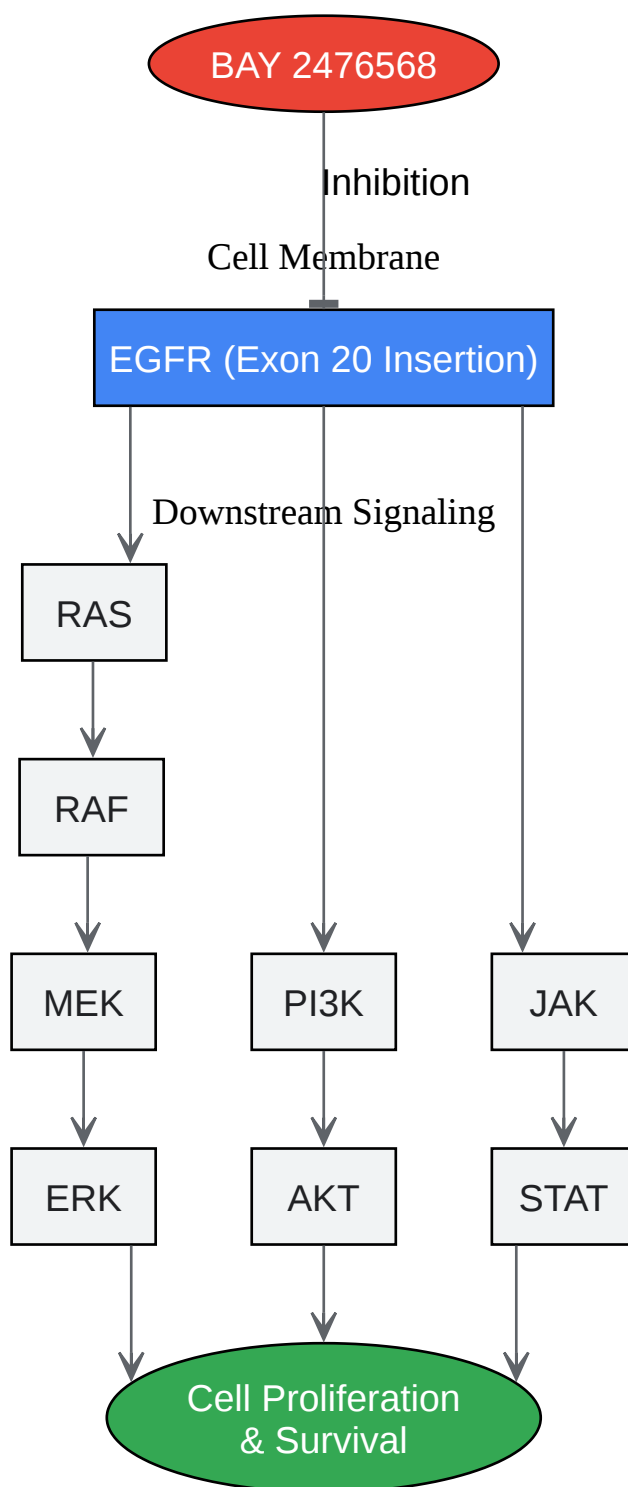 BAY 2476568
Inhibition
Cell Membrane
EGFR (Exon 20 Insertion)
Downstream Signaling
RAS
RAF
MEK
PI3K
JAK
ERK
AKT
STAT
Cell Proliferation
& Survival